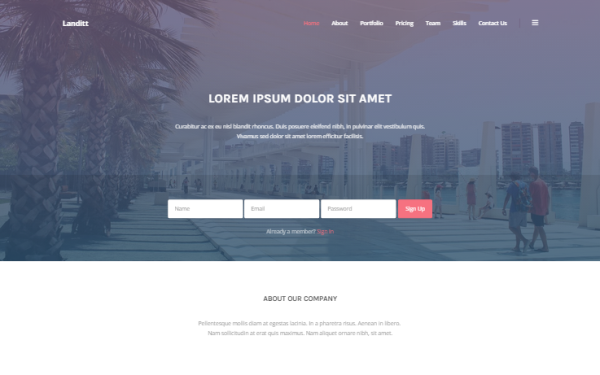 Landitt
Home About Portfolio Pricing Team Skills Contact Us
LOREM IPSUM DOLOR SIT AMET
Curabitur ac ex eu nisl blandit rhoncus. Duis posuere eleifend nibh, in pulvinar elit vestibulum quis.
Vivamus sed dolor sit amet lorem efficitur facilisis.
Name Email Password Sign Up
Already a member? Sign In
ABOUT OUR COMPANY
Pellentesque mollis diam at egestas lacinia. In a pharetra mus. Aenean in libero.
Nam sollicitudin at erat quis maximus. Nam aliquet ornare nibh, sit amet.